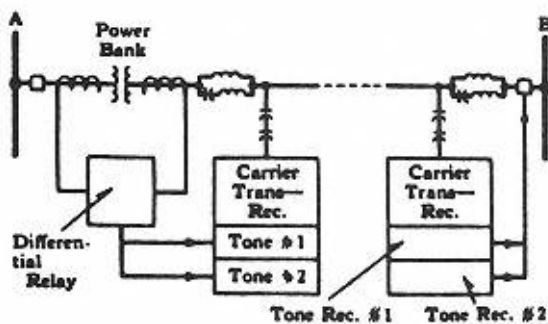 A
B
Power
Bank
Carrier
Trans—
Rec.
Tone #1
Tone #2
Differen-
tial
Relay
Carrier
Trans—
Rec.
Tone Rec. #1
Tone Rec. #2